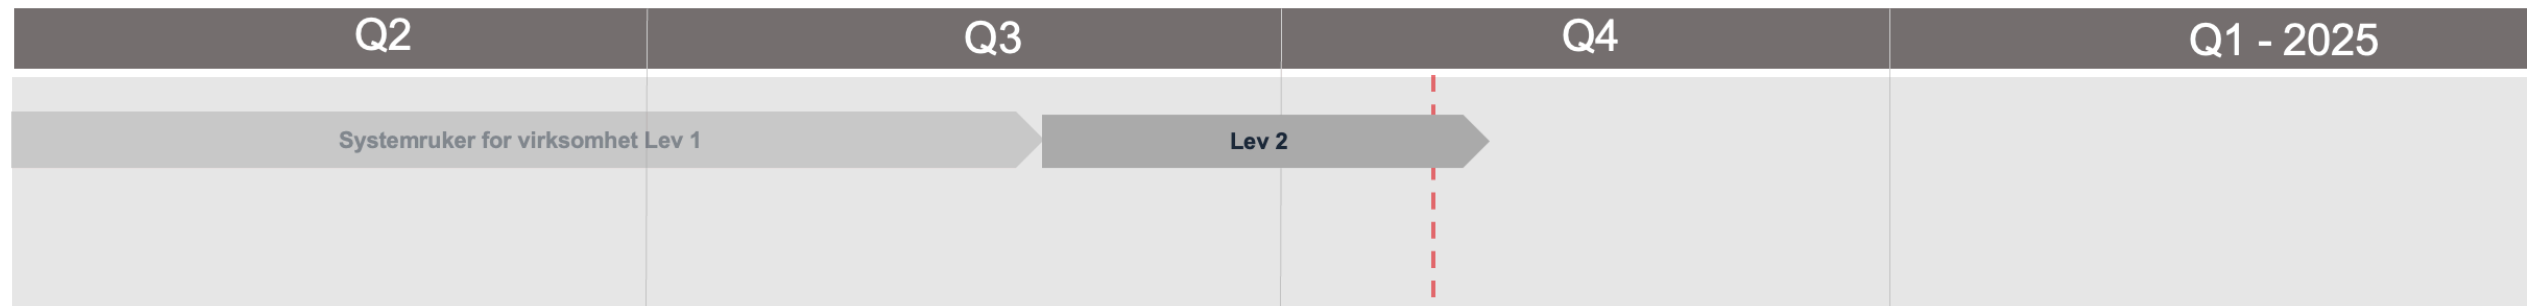 Q2
Q3
Q4
Q1 - 2025
Systemruker for virksomhet Lev 1
Lev 2